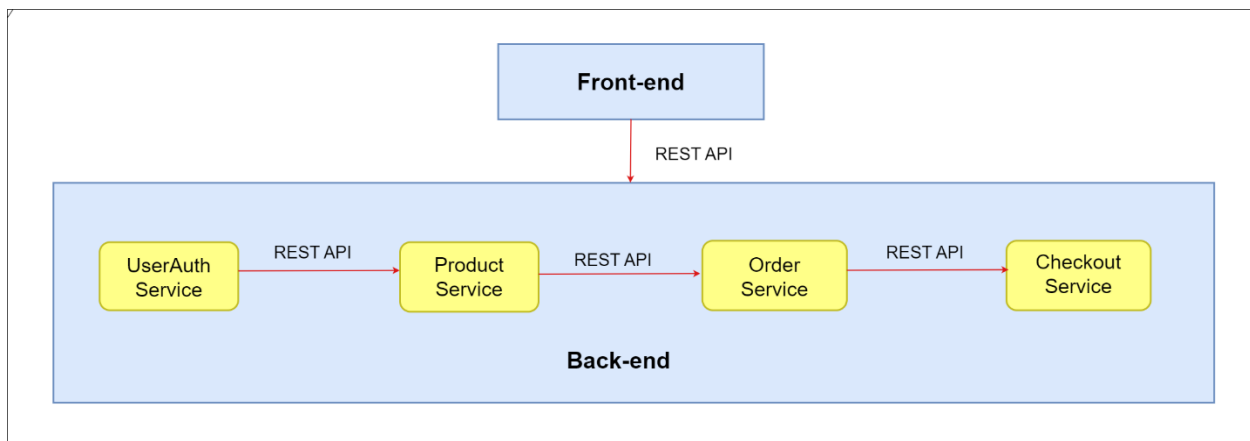 Front-end
REST API
REST API
REST API
REST API
UserAuth
Service
Product
Service
Order
Service
Checkout
Service
Back-end